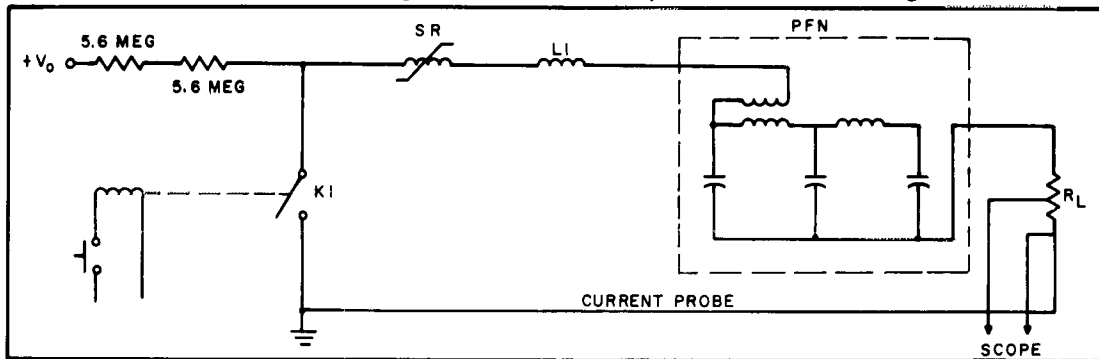 SR
PFN
5.6 MEG
L1
+V₀
5.6 MEG
K1
R_L
CURRENT PROBE
SCOPE